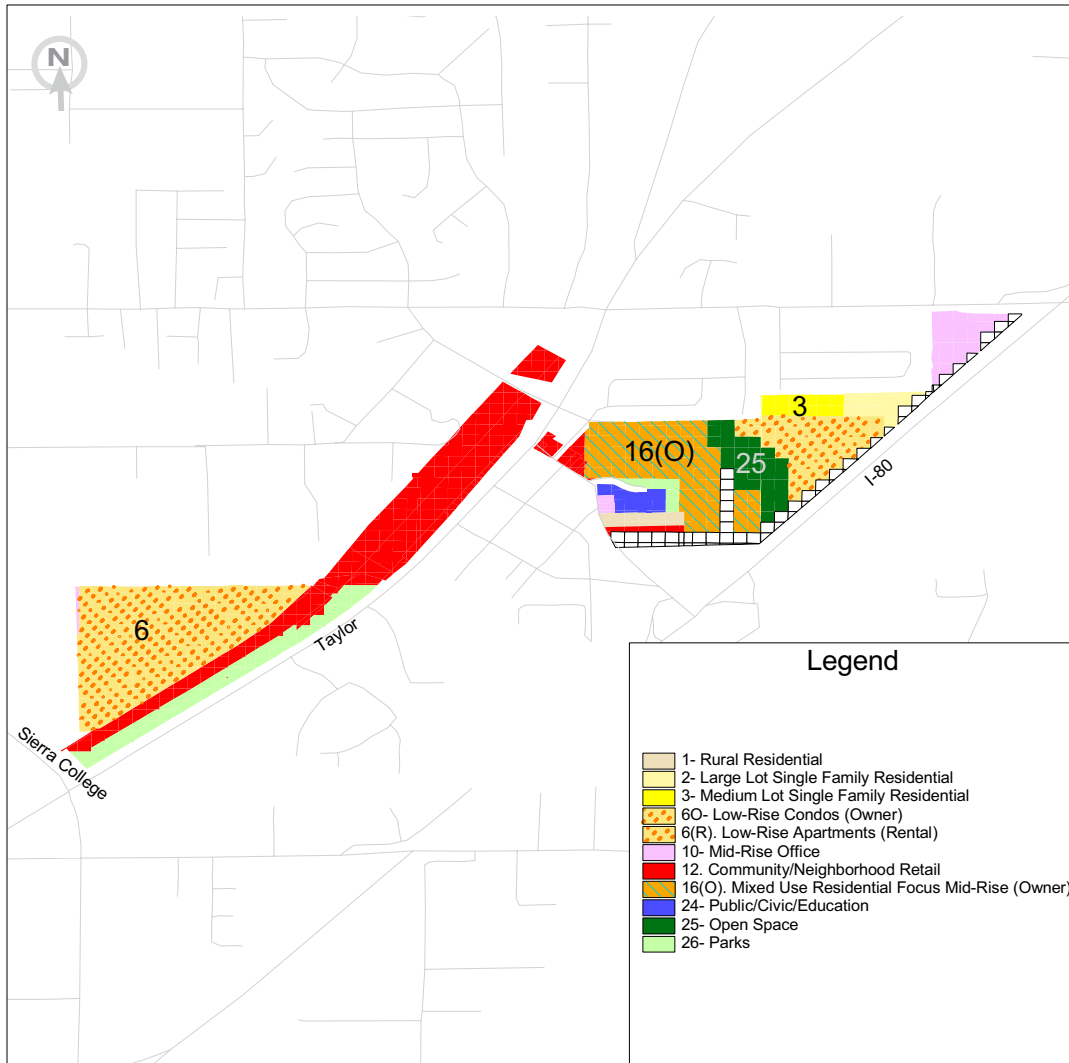 N
3
16(O)
25
I-80
6
Taylor
Sierra College
Legend
1- Rural Residential
2- Large Lot Single Family Residential
3- Medium Lot Single Family Residential
6O- Low-Rise Condos (Owner)
6(R). Low-Rise Apartments (Rental)
10- Mid-Rise Office
12. Community/Neighborhood Retail
16(O). Mixed Use Residential Focus Mid-Rise (Owner)
24- Public/Civic/Education
25- Open Space
26- Parks